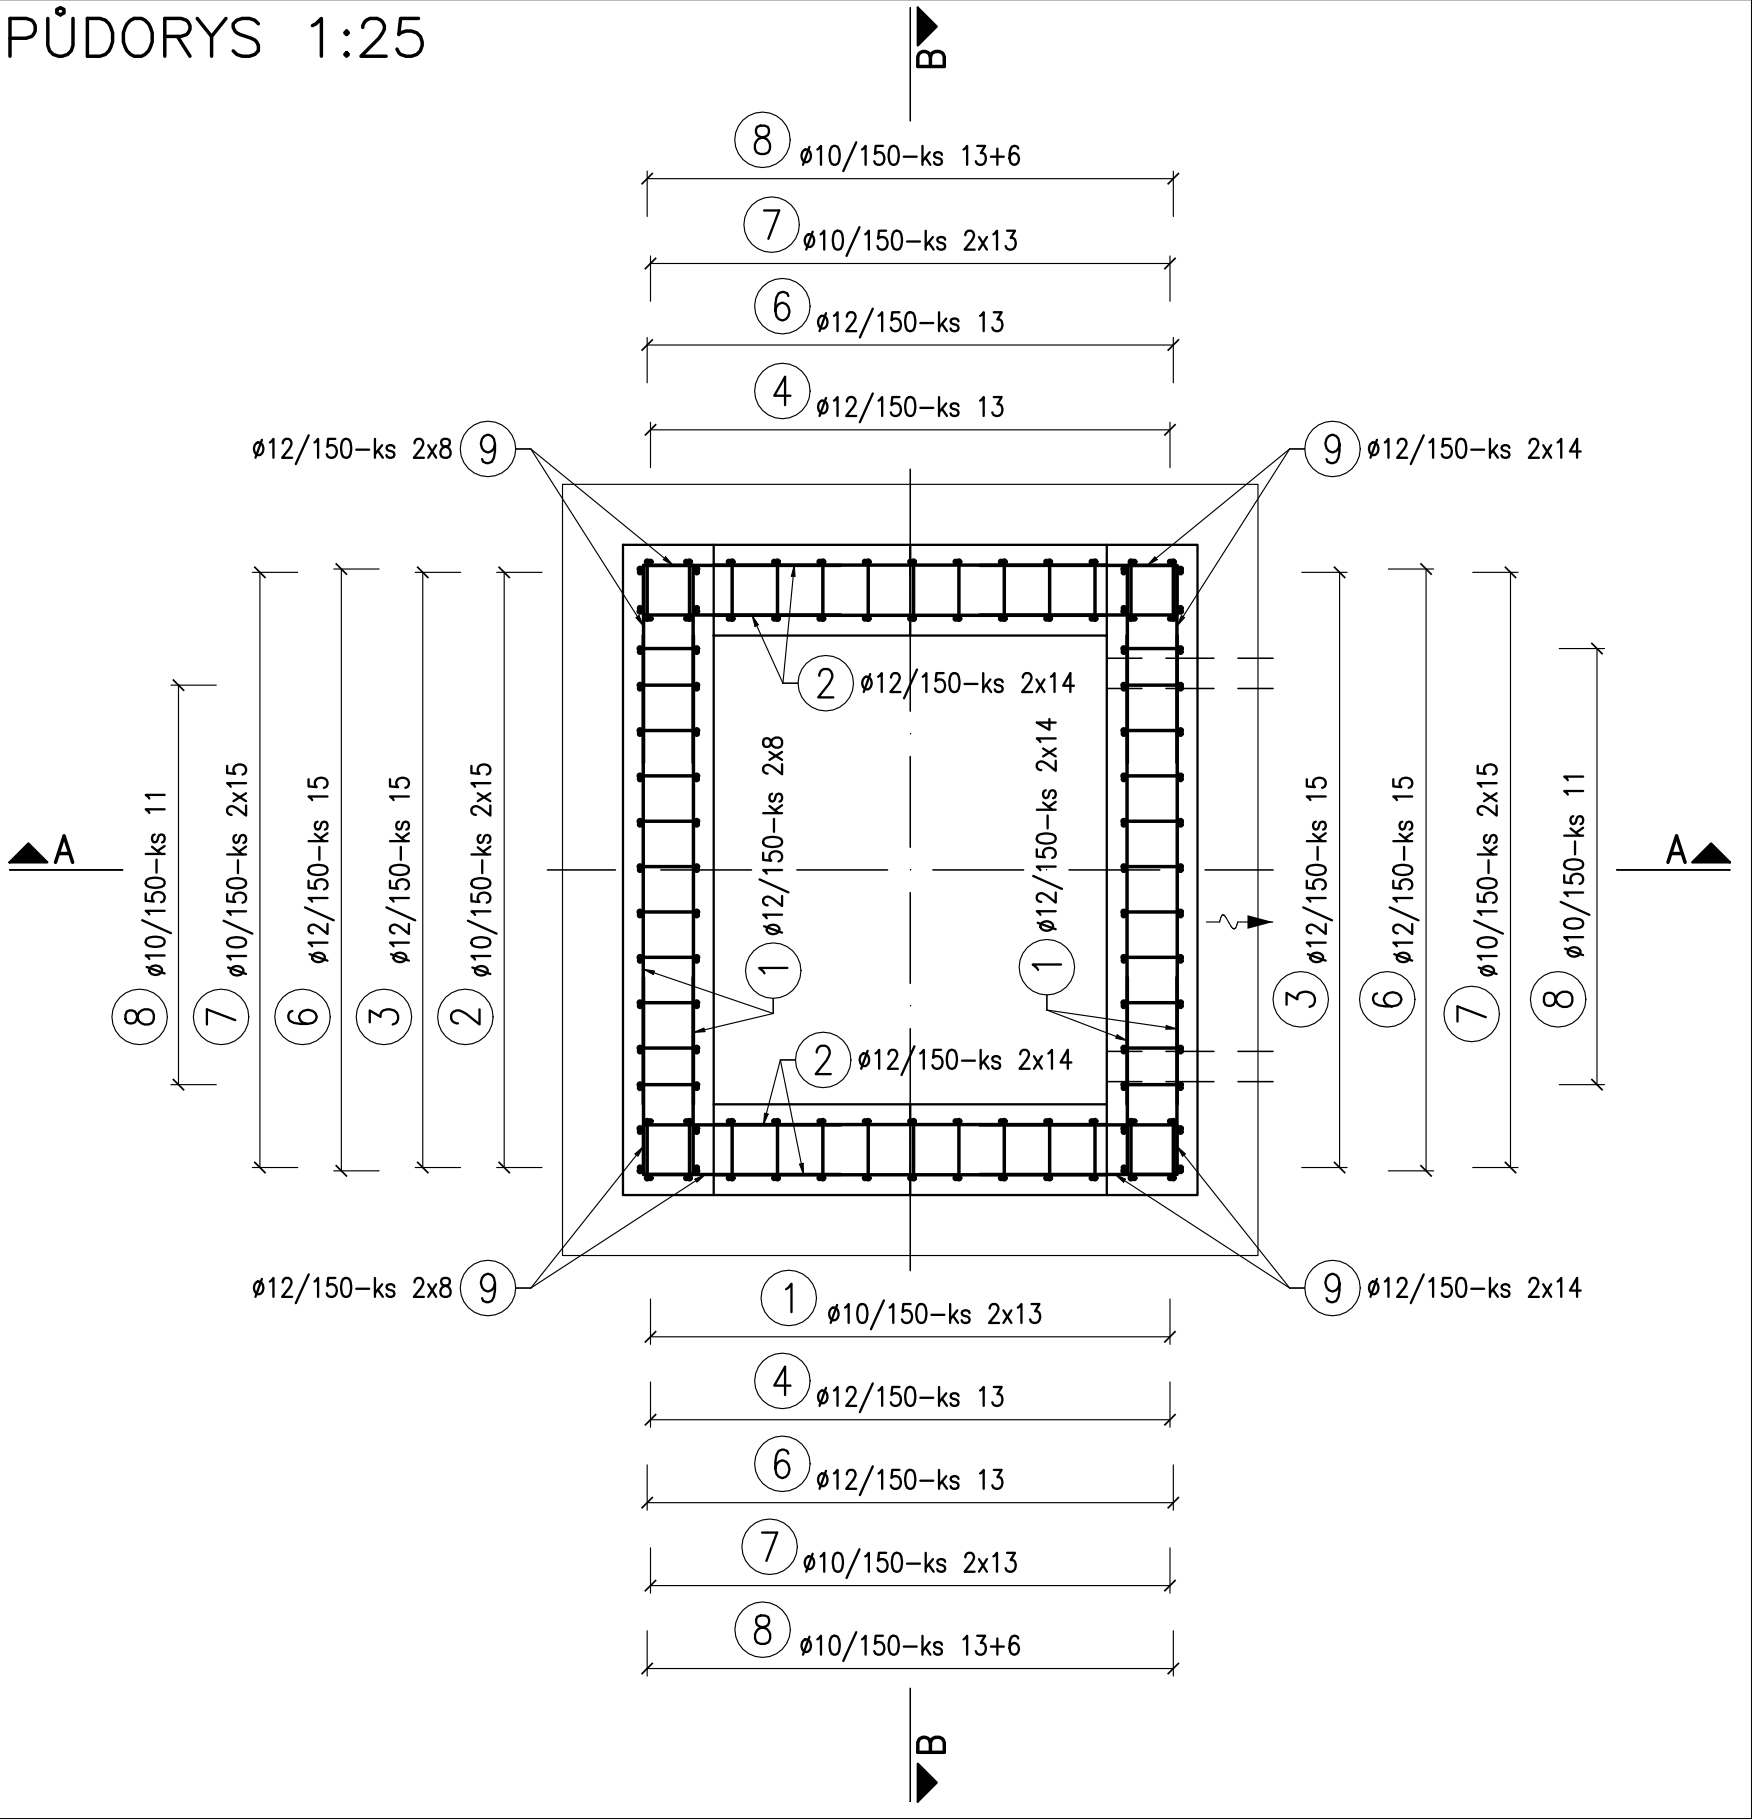 PŮDORYS 1:25
B
8 ø10/150-ks 13+6
7 ø10/150-ks 2x13
6 ø12/150-ks 13
4 ø12/150-ks 13
ø12/150-ks 2x8 9
9 ø12/150-ks 2x14
2 ø12/150-ks 2x14
A
8 ø10/150-ks 11
7 ø10/150-ks 2x15
6 ø12/150-ks 15
3 ø12/150-ks 15
2 ø10/150-ks 2x15
1 ø12/150-ks 2x8
1 ø12/150-ks 2x14
3 ø12/150-ks 15
6 ø12/150-ks 15
7 ø10/150-ks 2x15
8 ø10/150-ks 11
A
2 ø12/150-ks 2x14
ø12/150-ks 2x8 9
9 ø12/150-ks 2x14
1 ø10/150-ks 2x13
4 ø12/150-ks 13
6 ø12/150-ks 13
7 ø10/150-ks 2x13
8 ø10/150-ks 13+6
B